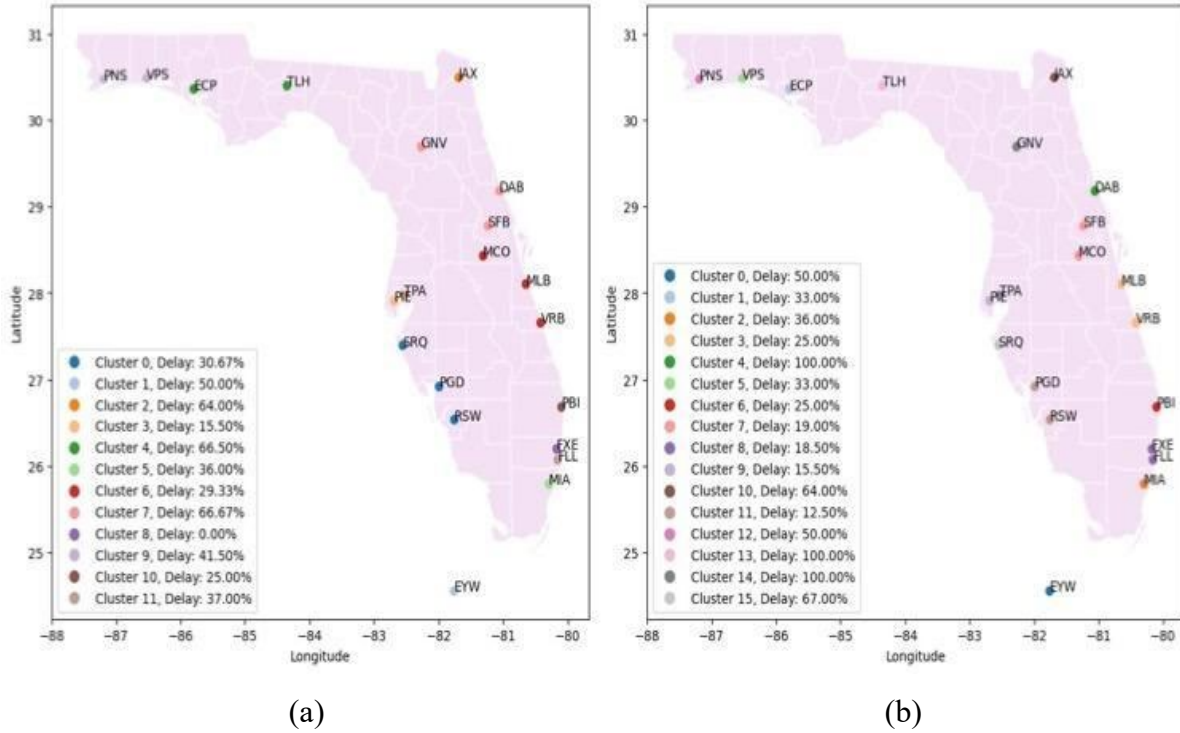 31
30
29
28
27
26
25
Latitude
PNS
VPS
ECP
TLH
JAX
GNV
DAB
SFB
MCO
MLB
TPA
PIE
VRB
SRQ
PGD
RSW
PBI
FXE
FLL
MIA
EYW
Cluster 0, Delay: 30.67%
Cluster 1, Delay: 50.00%
Cluster 2, Delay: 64.00%
Cluster 3, Delay: 15.50%
Cluster 4, Delay: 66.50%
Cluster 5, Delay: 36.00%
Cluster 6, Delay: 29.33%
Cluster 7, Delay: 66.67%
Cluster 8, Delay: 0.00%
Cluster 9, Delay: 41.50%
Cluster 10, Delay: 25.00%
Cluster 11, Delay: 37.00%
−88 −87 −86 −85 −84 −83 −82 −81 −80
Longitude
(a)
31
30
29
28
27
26
25
Latitude
PNS
VPS
ECP
TLH
JAX
GNV
DAB
SFB
MCO
MLB
TPA
PIE
VRB
SRQ
PGD
RSW
PBI
FXE
FLL
MIA
EYW
Cluster 0, Delay: 50.00%
Cluster 1, Delay: 33.00%
Cluster 2, Delay: 36.00%
Cluster 3, Delay: 25.00%
Cluster 4, Delay: 100.00%
Cluster 5, Delay: 33.00%
Cluster 6, Delay: 25.00%
Cluster 7, Delay: 19.00%
Cluster 8, Delay: 18.50%
Cluster 9, Delay: 15.50%
Cluster 10, Delay: 64.00%
Cluster 11, Delay: 12.50%
Cluster 12, Delay: 50.00%
Cluster 13, Delay: 100.00%
Cluster 14, Delay: 100.00%
Cluster 15, Delay: 67.00%
−88 −87 −86 −85 −84 −83 −82 −81 −80
Longitude
(b)